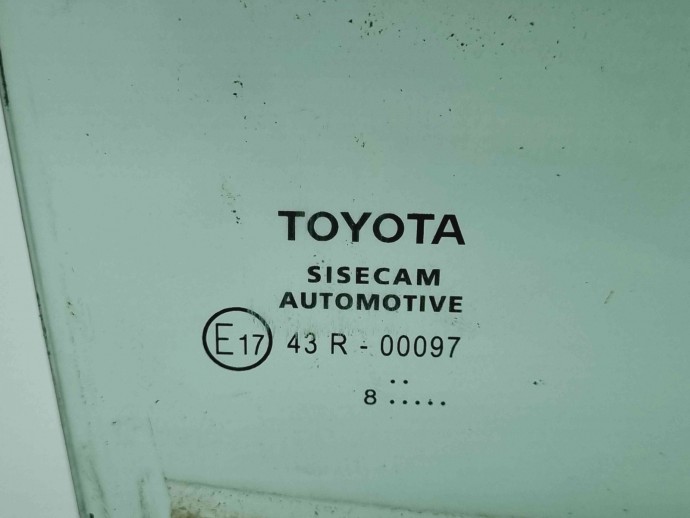 TOYOTA
SISECAM
AUTOMOTIVE
E17 43 R - 00097
..
8 .....